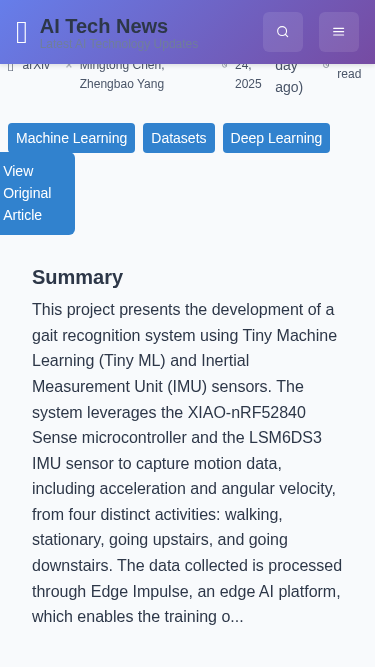 AI Tech News
Latest AI Technology Updates
arXiv
Mingtong Chen,
Zhengbao Yang
24,
2025
day
ago)
read
Machine Learning
Datasets
Deep Learning
View
Original
Article
Summary
This project presents the development of a
gait recognition system using Tiny Machine
Learning (Tiny ML) and Inertial
Measurement Unit (IMU) sensors. The
system leverages the XIAO-nRF52840
Sense microcontroller and the LSM6DS3
IMU sensor to capture motion data,
including acceleration and angular velocity,
from four distinct activities: walking,
stationary, going upstairs, and going
downstairs. The data collected is processed
through Edge Impulse, an edge AI platform,
which enables the training o...